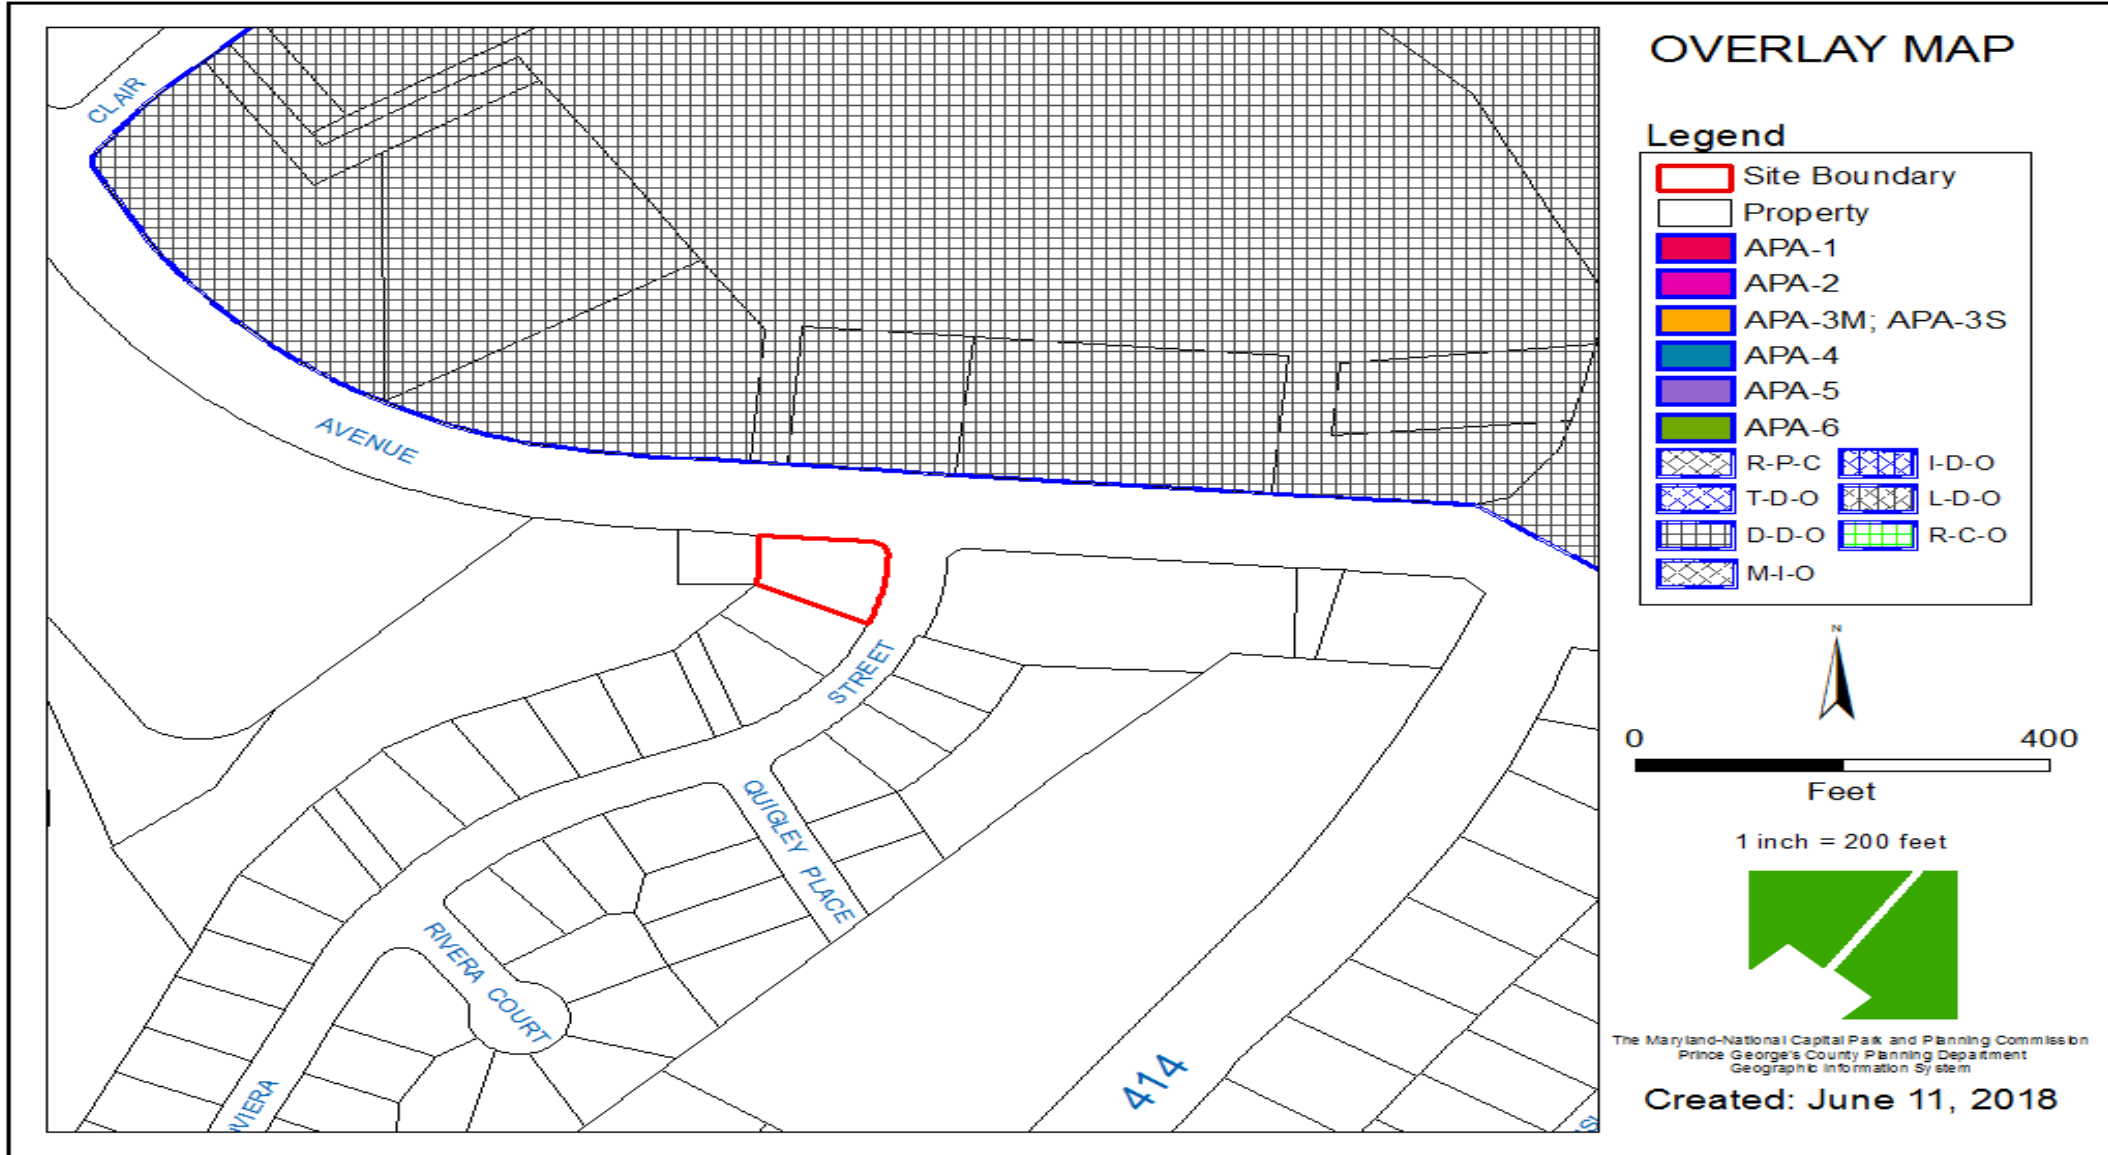 CLAIR
AVENUE
STREET
QUIGLEY PLACE
RIVERA COURT
414
OVERLAY MAP
Legend
Site Boundary
Property
APA-1
APA-2
APA-3M; APA-3S
APA-4
APA-5
APA-6
R-P-C I-D-O
T-D-O L-D-O
D-D-O R-C-O
M-I-O
N
0 400
Feet
1 inch = 200 feet
The Maryland-National Capital Park and Planning Commission
Prince George's County Planning Department
Geographic Information System
Created: June 11, 2018